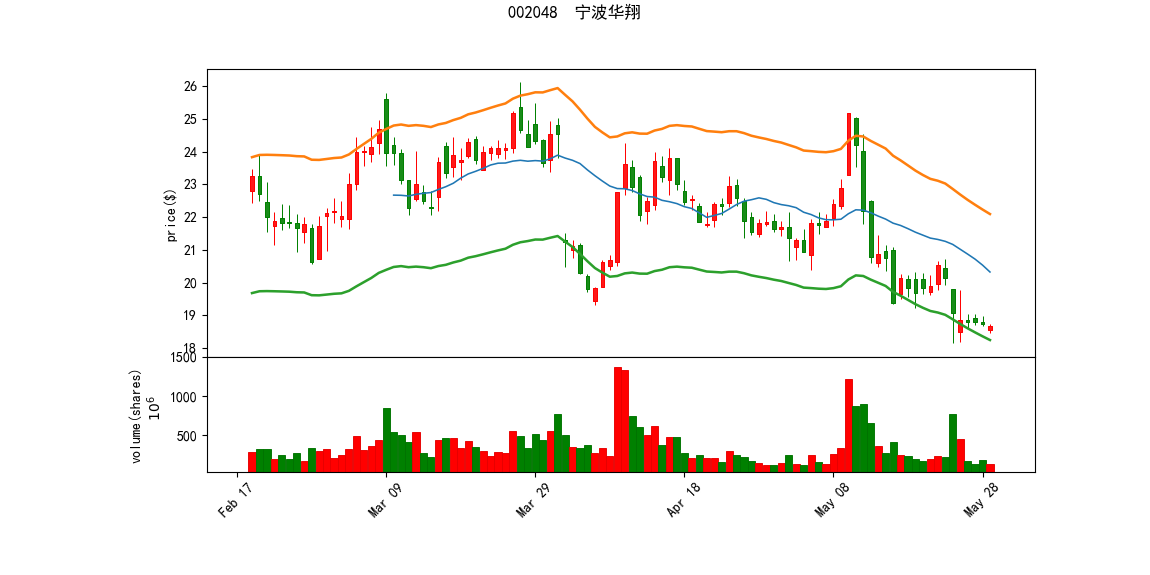 002048 宁波华翔
26
25
24
23
22
21
20
19
18
price($)
1500
1000
500
volume(shares)
10^6
Feb 17
Mar 09
Mar 29
Apr 18
May 08
May 28